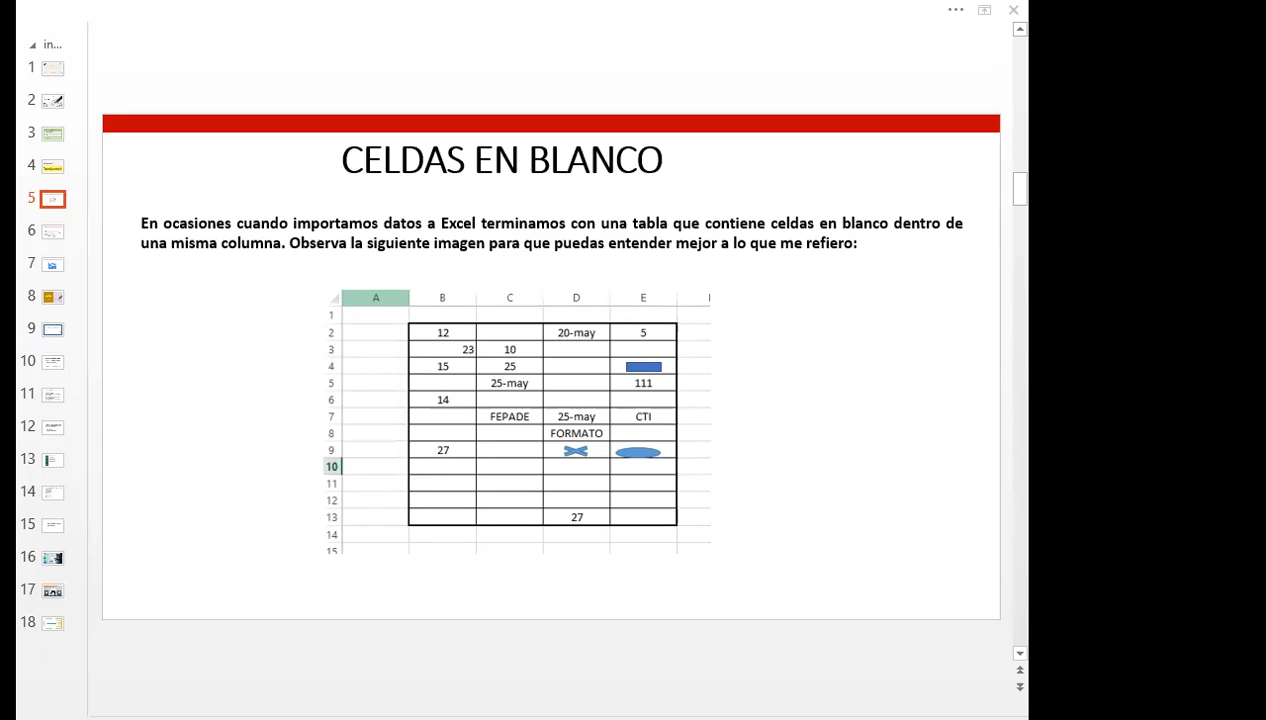 in...
1
2
3
4
5
6
7
8
9
10
11
12
13
14
15
16
17
18
CELDAS EN BLANCO
En ocasiones cuando importamos datos a Excel terminamos con una tabla que contiene celdas en blanco dentro de
una misma columna. Observa la siguiente imagen para que puedas entender mejor a lo que me refiero:
A B C D E
1
2 12 20-may 5
3 23 10
4 15 25
5 25-may 111
6 14
7 FEPADE 25-may CTI
8 FORMATO
9 27
10
11
12
13 27
14
15